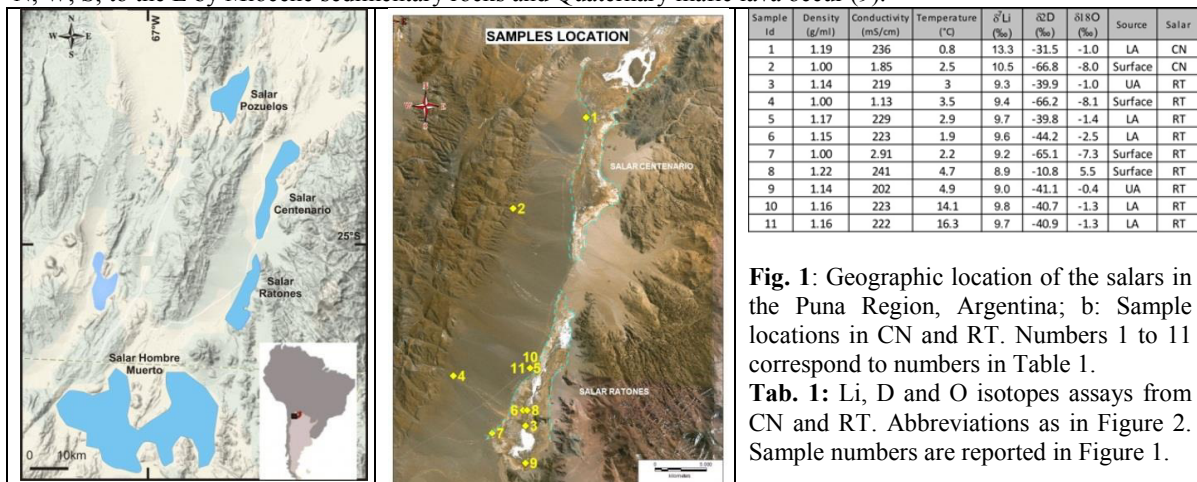 N, W, S; to the E by Miocene sedimentary rocks and Quaternary mafic lava occur (9).
N
W E
S
67°W
Salar
Pozuelos
Salar
Centenario
25°S
Salar
Ratones
Salar Hombre
Muerto
0 10km
SAMPLES LOCATION
1
SALAR CENTENARIO
2
10
11 5
4
SALAR RATONES
6 8
3
7
9
Sample Id Density (g/ml) Conductivity (mS/cm) Temperature (°C) δ⁷Li (‰) δ2D (‰) δ18O (‰) Source Salar
1 1.19 236 0.8 13.3 -31.5 -1.0 LA CN
2 1.00 1.85 2.5 10.5 -66.8 -8.0 Surface CN
3 1.14 219 3 9.3 -39.9 -1.0 UA RT
4 1.00 1.13 3.5 9.4 -66.2 -8.1 Surface RT
5 1.17 229 2.9 9.7 -39.8 -1.4 LA RT
6 1.15 223 1.9 9.6 -44.2 -2.5 LA RT
7 1.00 2.91 2.2 9.2 -65.1 -7.3 Surface RT
8 1.22 241 4.7 8.9 -10.8 5.5 Surface RT
9 1.14 202 4.9 9.0 -41.1 -0.4 UA RT
10 1.16 223 14.1 9.8 -40.7 -1.3 LA RT
11 1.16 222 16.3 9.7 -40.9 -1.3 LA RT
Fig. 1: Geographic location of the salars in
the Puna Region, Argentina; b: Sample
locations in CN and RT. Numbers 1 to 11
correspond to numbers in Table 1.
Tab. 1: Li, D and O isotopes assays from
CN and RT. Abbreviations as in Figure 2.
Sample numbers are reported in Figure 1.